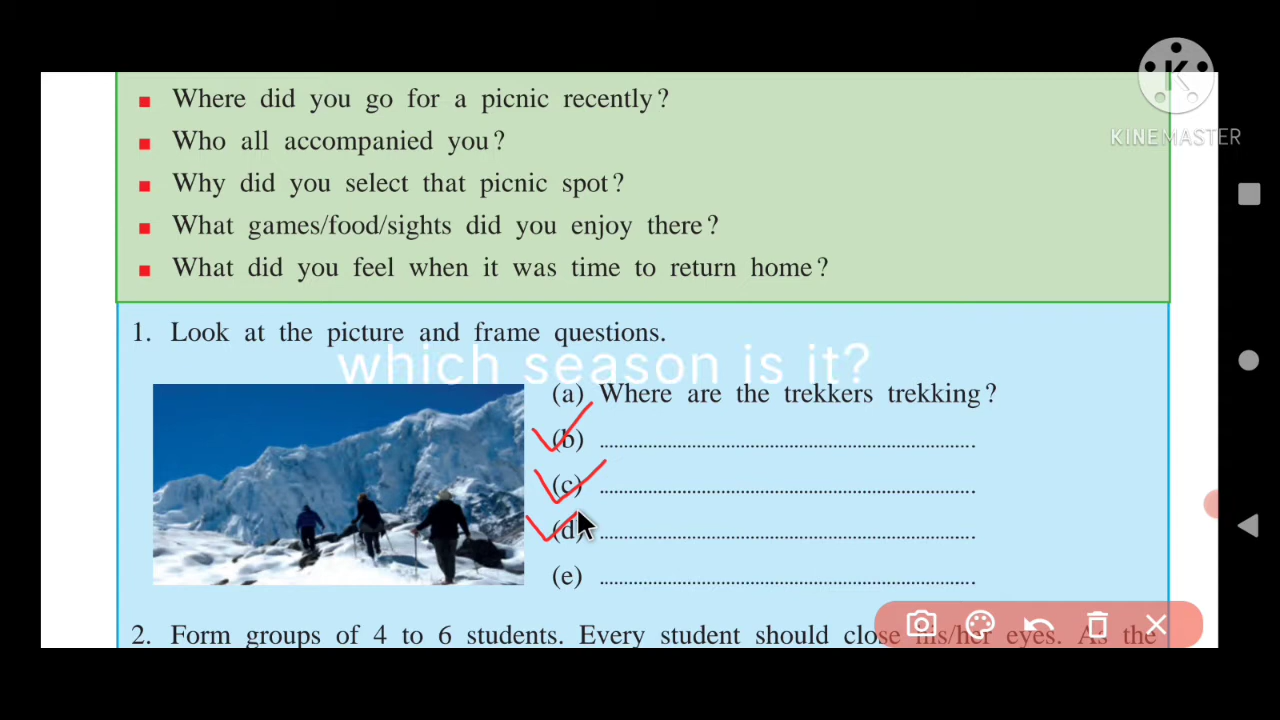 Where did you go for a picnic recently?
Who all accompanied you?
Why did you select that picnic spot?
What games/food/sights did you enjoy there?
What did you feel when it was time to return home?
KINEMASTER
1. Look at the picture and frame questions.
which season is it?
(a) Where are the trekkers trekking?
(b) ..........
(c) ..........
(d) ..........
(e) ..........
2. Form groups of 4 to 6 students. Every student should close his/her eyes. As the